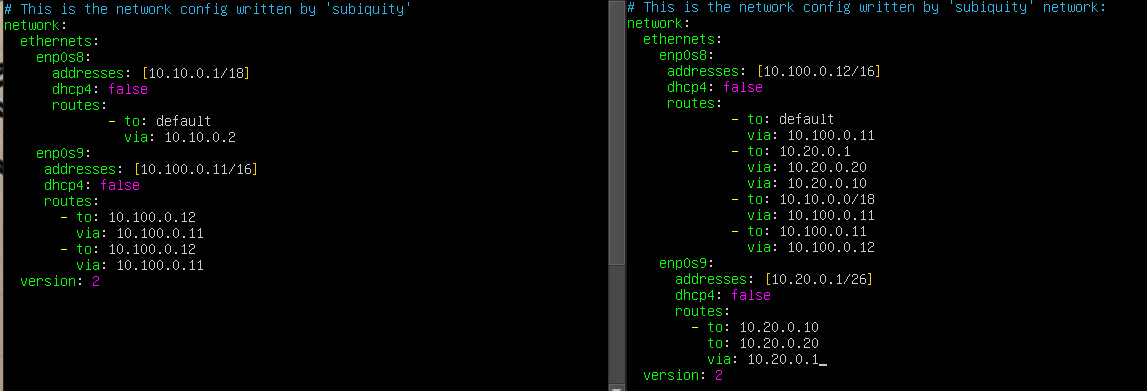 # This is the network config written by 'subiquity'
network:
  ethernets:
    enp0s8:
      addresses: [10.10.0.1/18]
      dhcp4: false
      routes:
             - to: default
               via: 10.10.0.2
    enp0s9:
     addresses: [10.100.0.11/16]
     dhcp4: false
     routes:
       - to: 10.100.0.12
         via: 10.100.0.11
       - to: 10.100.0.12
         via: 10.100.0.11
  version: 2
# This is the network config written by 'subiquity' network:
network:
  ethernets:
    enp0s8:
     addresses: [10.100.0.12/16]
     dhcp4: false
     routes:
             - to: default
               via: 10.100.0.11
             - to: 10.20.0.1
               via: 10.20.0.20
               via: 10.20.0.10
             - to: 10.10.0.0/18
               via: 10.100.0.11
             - to: 10.100.0.11
               via: 10.100.0.12
    enp0s9:
      addresses: [10.20.0.1/26]
      dhcp4: false
      routes:
        - to: 10.20.0.10
          to: 10.20.0.20
          via: 10.20.0.1_
  version: 2